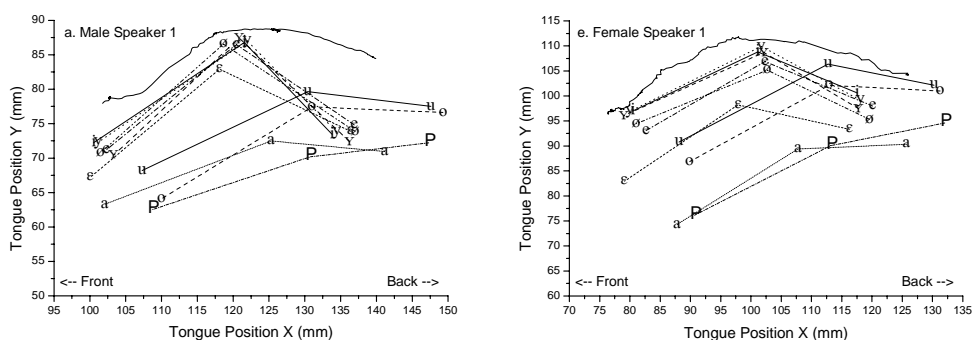 a. Male Speaker 1
Tongue Position Y (mm)
90
85
80
75
70
65
60
55
50
<-- Front
Back -->
95 100 105 110 115 120 125 130 135 140 145 150
Tongue Position X (mm)
e. Female Speaker 1
Tongue Position Y (mm)
115
110
105
100
95
90
85
80
75
70
65
60
<-- Front
Back -->
70 75 80 85 90 95 100 105 110 115 120 125 130 135
Tongue Position X (mm)